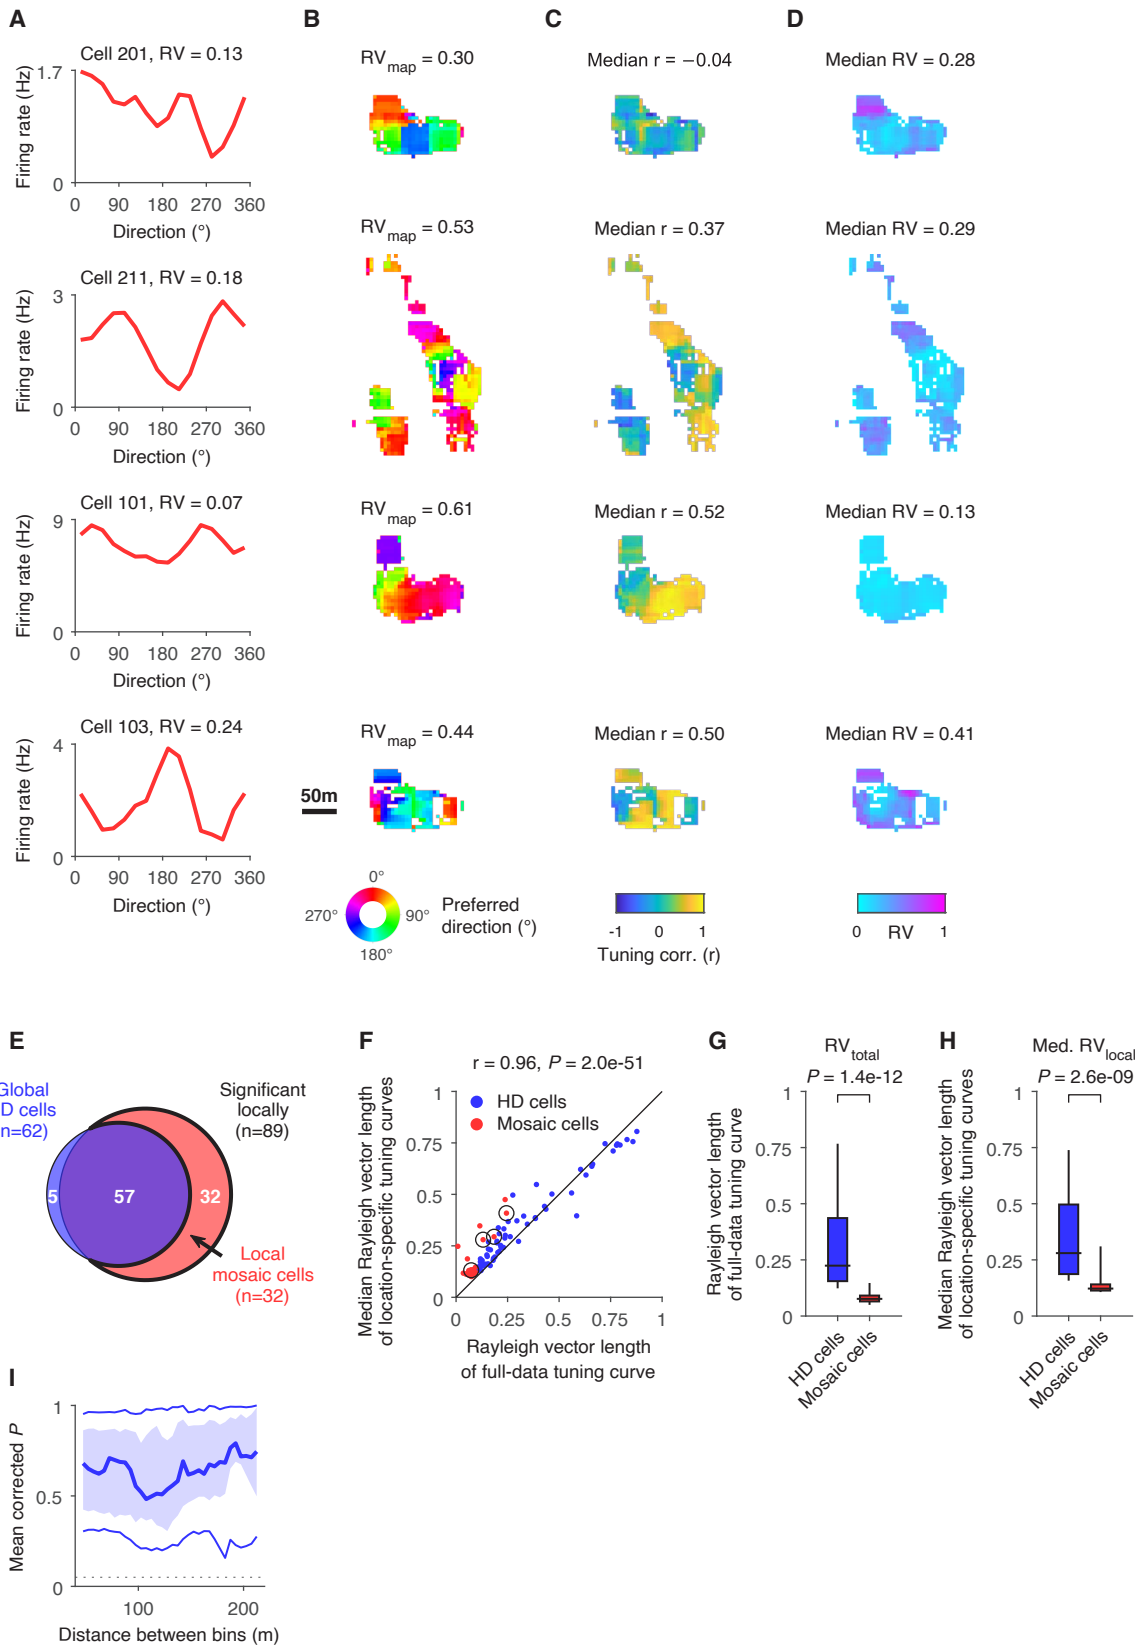 A
B
C
D
Cell 201, RV = 0.13
RVmap = 0.30
Median r = −0.04
Median RV = 0.28
Firing rate (Hz)
1.7
0
0 90 180 270 360
Direction (°)
Cell 211, RV = 0.18
RVmap = 0.53
Median r = 0.37
Median RV = 0.29
Firing rate (Hz)
3
0
0 90 180 270 360
Direction (°)
Cell 101, RV = 0.07
RVmap = 0.61
Median r = 0.52
Median RV = 0.13
Firing rate (Hz)
9
0
0 90 180 270 360
Direction (°)
Cell 103, RV = 0.24
RVmap = 0.44
Median r = 0.50
Median RV = 0.41
Firing rate (Hz)
4
0
0 90 180 270 360
Direction (°)
50m
0°
270°
90°
180°
Preferred
direction (°)
-1 0 1
Tuning corr. (r)
0 1
RV
E
Global
D cells
n=62)
Significant
locally
(n=89)
5
57
32
Local
mosaic cells
(n=32)
F
r = 0.96, P = 2.0e-51
HD cells
Mosaic cells
Median Rayleigh vector length
of location-specific tuning curves
1
0.75
0.5
0.25
0
0 0.25 0.5 0.75 1
Rayleigh vector length
of full-data tuning curve
G
RVtotal
P = 1.4e-12
Rayleigh vector length
of full-data tuning curve
1
0.5
0.25
0
HD cells
Mosaic cells
H
Med. RVlocal
P = 2.6e-09
Median Rayleigh vector length
of location-specific tuning curves
1
0.5
0.25
0
HD cells
Mosaic cells
I
Mean corrected P
1
0.5
0
100 200
Distance between bins (m)